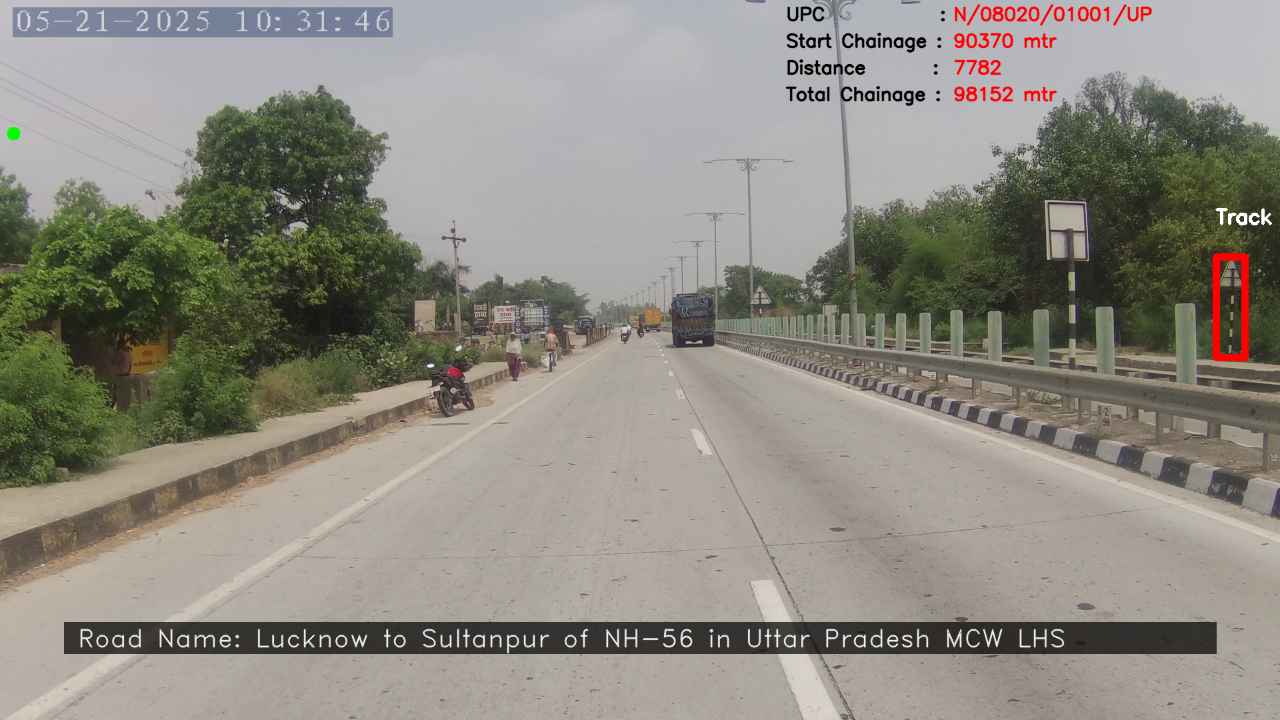 05-21-2025 10:31:46
UPC : N/08020/01001/UP
Start Chainage : 90370 mtr
Distance : 7782
Total Chainage : 98152 mtr
Track
Road Name: Lucknow to Sultanpur of NH-56 in Uttar Pradesh MCW LHS